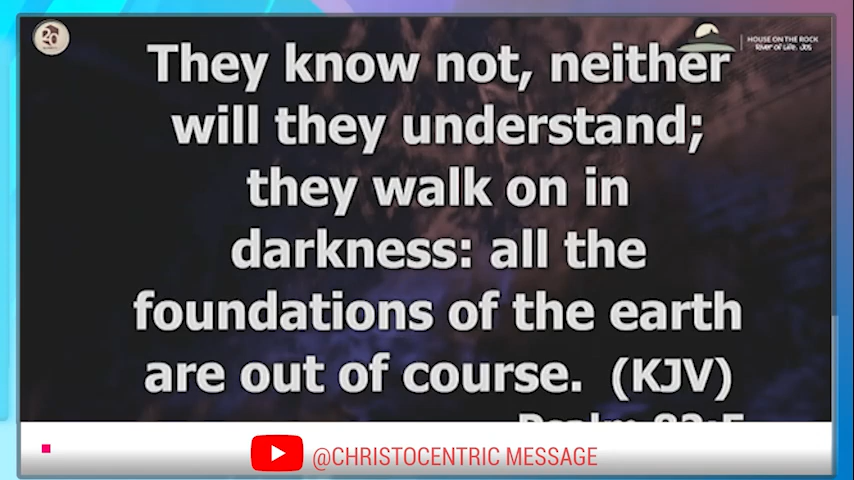 HOUSE ON THE ROCK
River of Life, Jos
They know not, neither
will they understand;
they walk on in
darkness: all the
foundations of the earth
are out of course. (KJV)
@CHRISTOCENTRIC MESSAGE